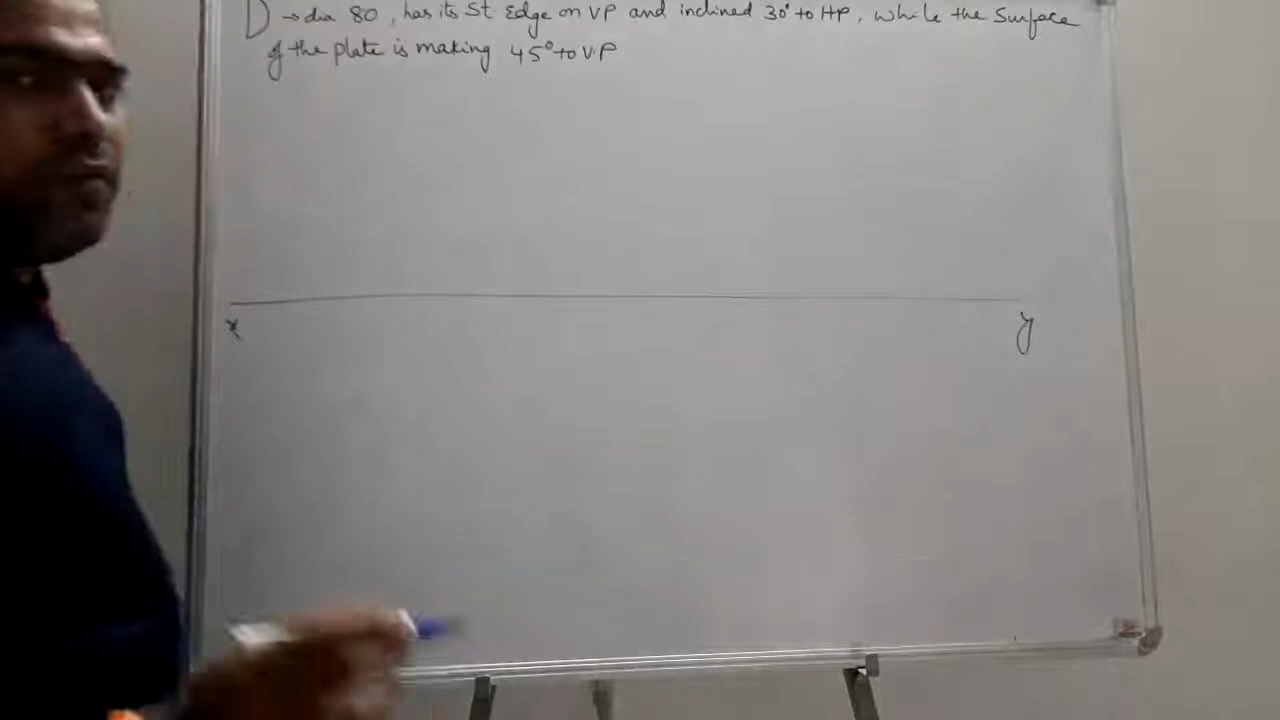 D → dia 80, has its St Edge on VP and inclined 30° to HP, while the Surface
of the plate is making 45° to V.P
x y